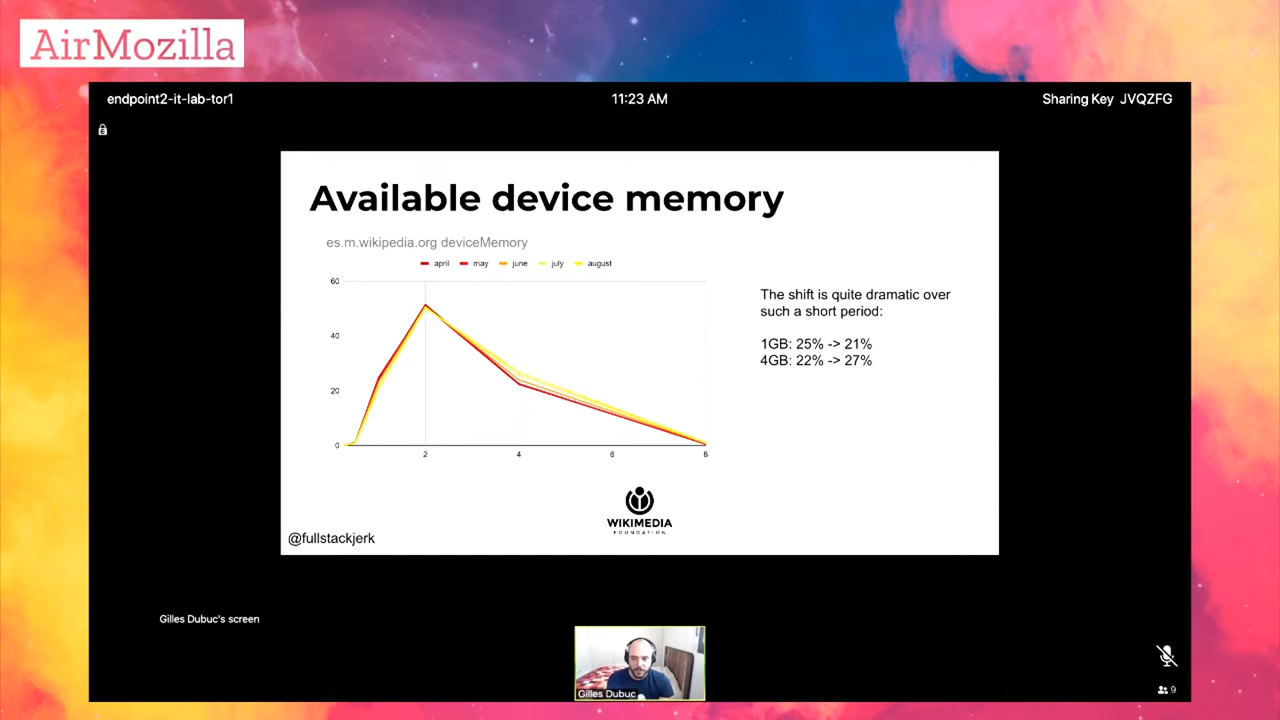 AirMozilla
endpoint2-it-lab-tor1
11:23 AM
Sharing Key JVQZFG
Available device memory
es.m.wikipedia.org deviceMemory
april may june july august
60
40
20
0
2 4 6 8
The shift is quite dramatic over
such a short period:
1GB: 25% -> 21%
4GB: 22% -> 27%
WIKIMEDIA
FOUNDATION
@fullstackjerk
Gilles Dubuc's screen
Gilles Dubuc
9